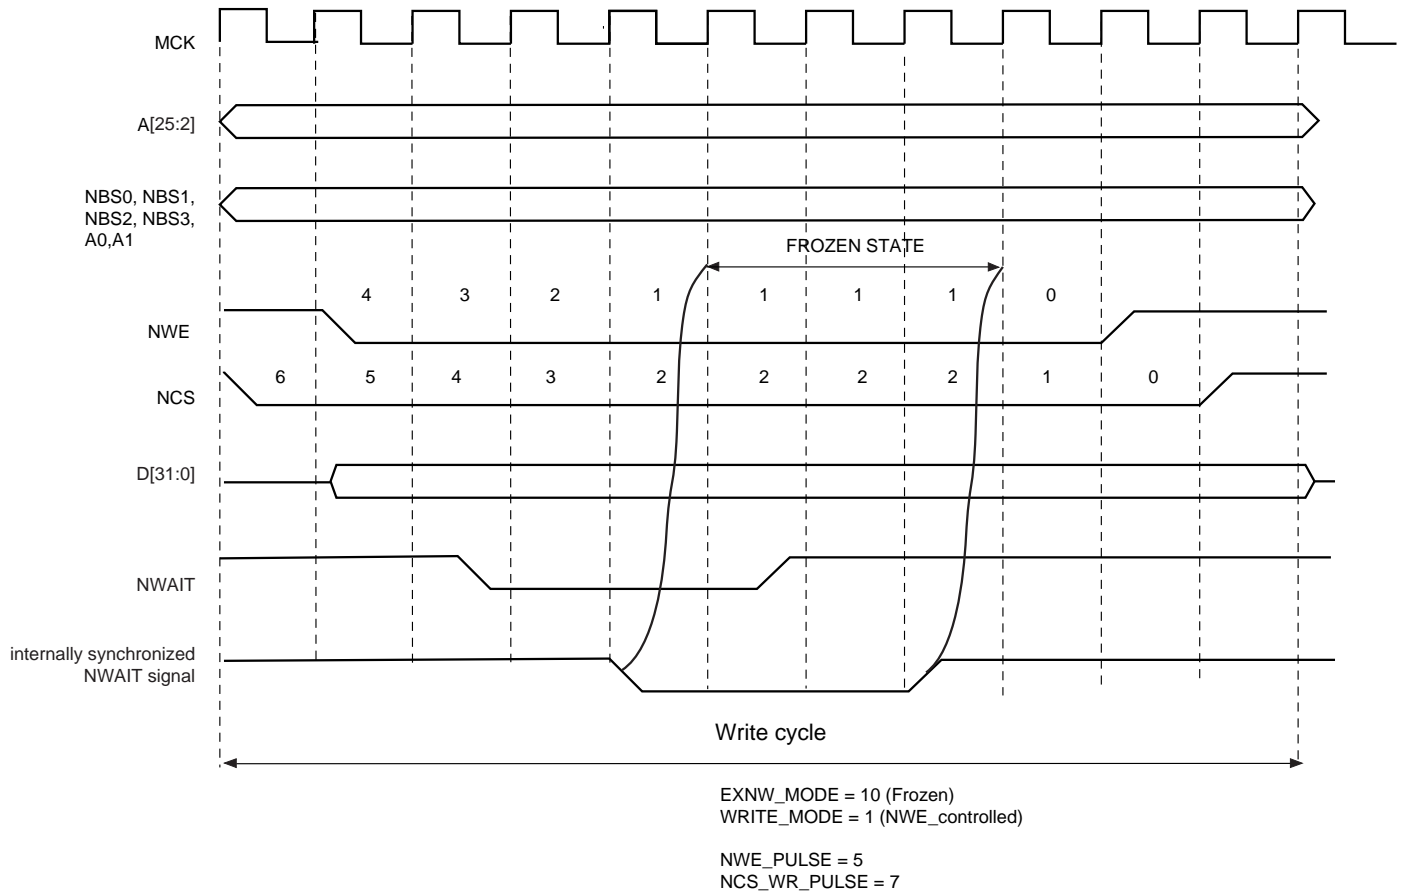 MCK
A[25:2]
NBS0, NBS1,
NBS2, NBS3,
A0,A1
FROZEN STATE
4 3 2 1 1 1 1 0
NWE
6 5 4 3 2 2 2 2 1 0
NCS
D[31:0]
NWAIT
internally synchronized
NWAIT signal
Write cycle
EXNW_MODE = 10 (Frozen)
WRITE_MODE = 1 (NWE_controlled)
NWE_PULSE = 5
NCS_WR_PULSE = 7